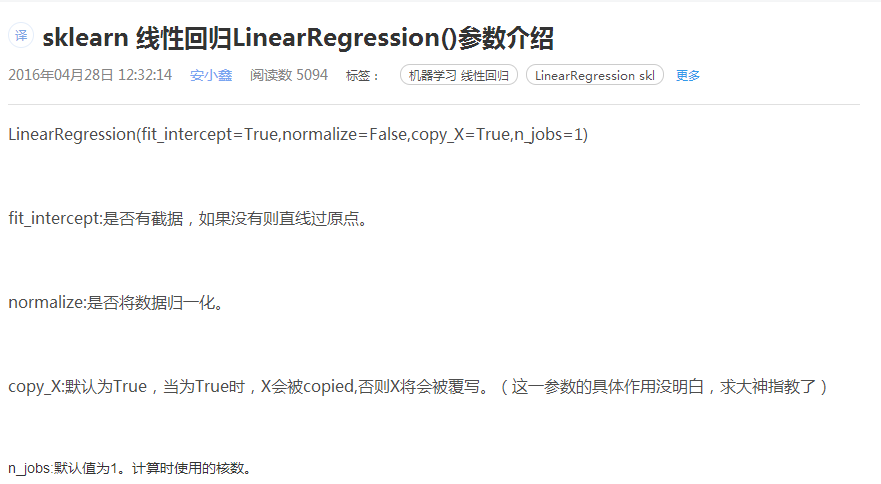 译 sklearn 线性回归LinearRegression()参数介绍
2016年04月28日 12:32:14 安小鑫 阅读数 5094 标签： 机器学习 线性回归 LinearRegression skl 更多
LinearRegression(fit_intercept=True,normalize=False,copy_X=True,n_jobs=1)
fit_intercept:是否有截据，如果没有则直线过原点。
normalize:是否将数据归一化。
copy_X:默认为True，当为True时，X会被copied,否则X将会被覆写。（这一参数的具体作用没明白，求大神指教了）
n_jobs:默认值为1。计算时使用的核数。